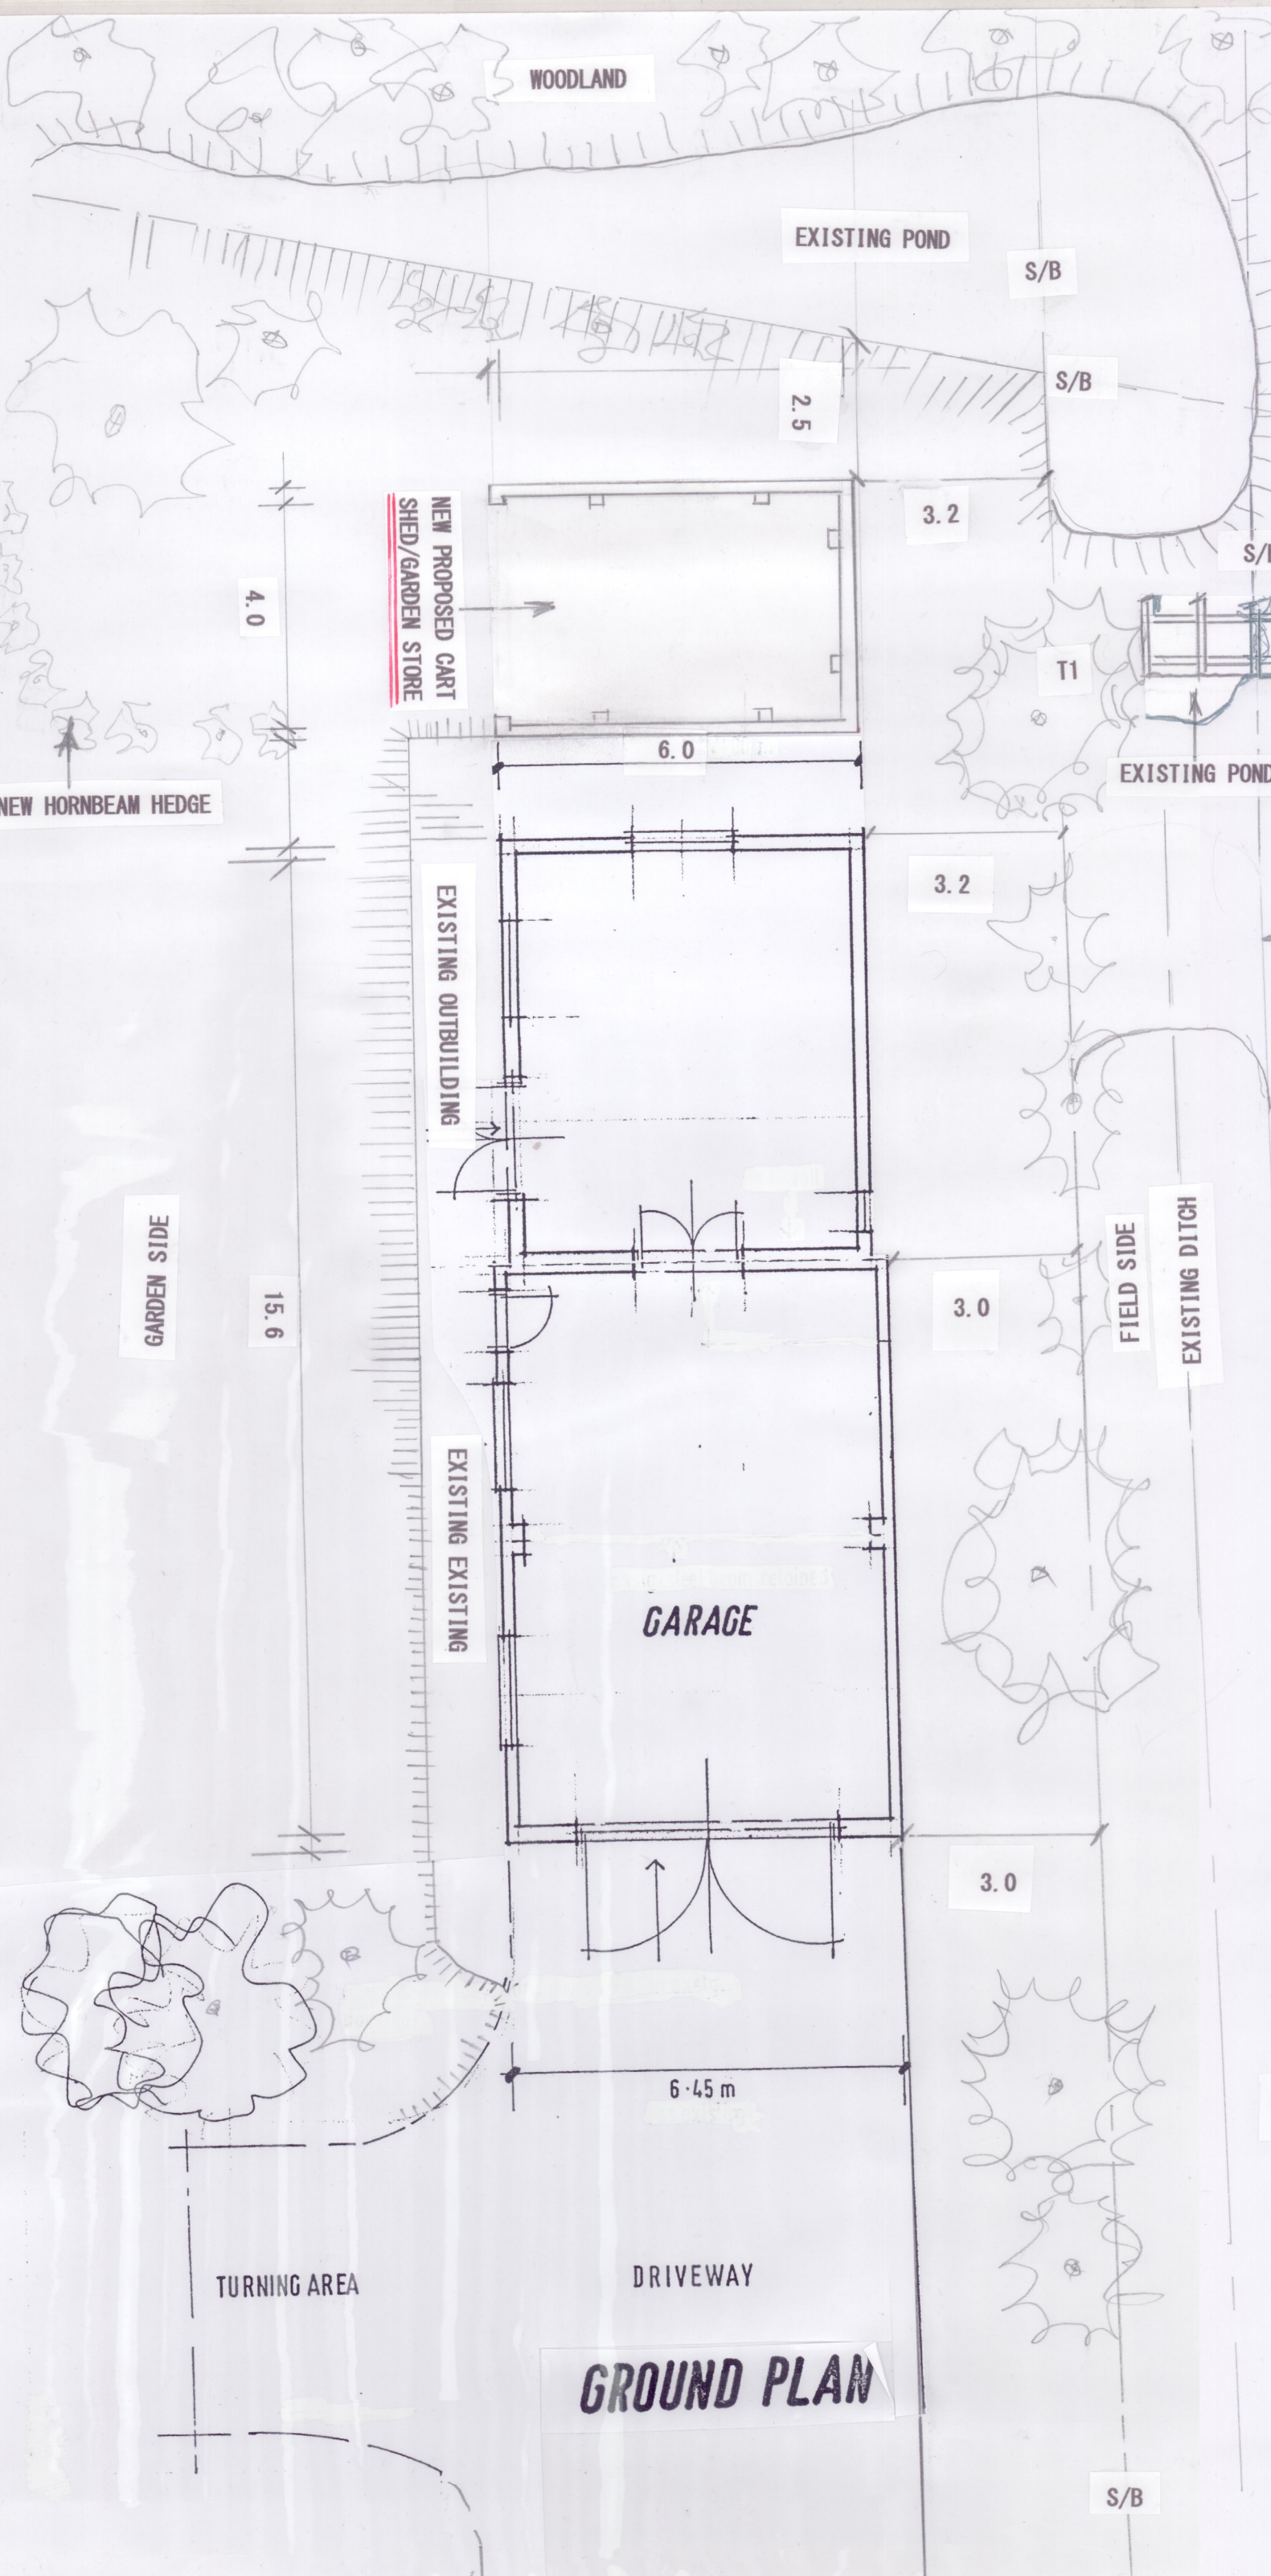 WOODLAND
EXISTING POND
S/B
S/B
2.5
3.2
NEW PROPOSED CART
SHED/GARDEN STORE
4.0
S/
T1
6.0
EXISTING POND
NEW HORNBEAM HEDGE
3.2
EXISTING OUTBUILDING
GARDEN SIDE
15.6
3.0
FIELD SIDE
EXISTING DITCH
EXISTING EXISTING
GARAGE
3.0
6.45 m
TURNING AREA
DRIVEWAY
GROUND PLAN
S/B